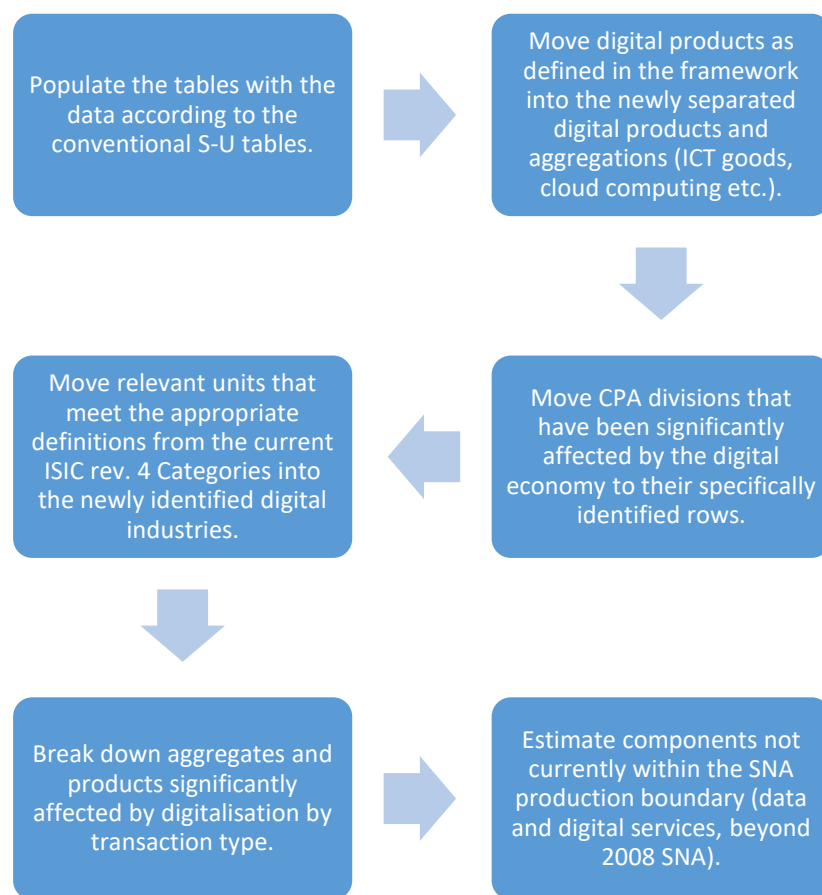 Populate the tables with the
data according to the
conventional S-U tables.
Move digital products as
defined in the framework
into the newly separated
digital products and
aggregations (ICT goods,
cloud computing etc.).
Move CPA divisions that
have been significantly
affected by the digital
economy to their specifically
identified rows.
Move relevant units that
meet the appropriate
definitions from the current
ISIC rev. 4 Categories into
the newly identified digital
industries.
Break down aggregates and
products significantly
affected by digitalisation by
transaction type.
Estimate components not
currently within the SNA
production boundary (data
and digital services, beyond
2008 SNA).